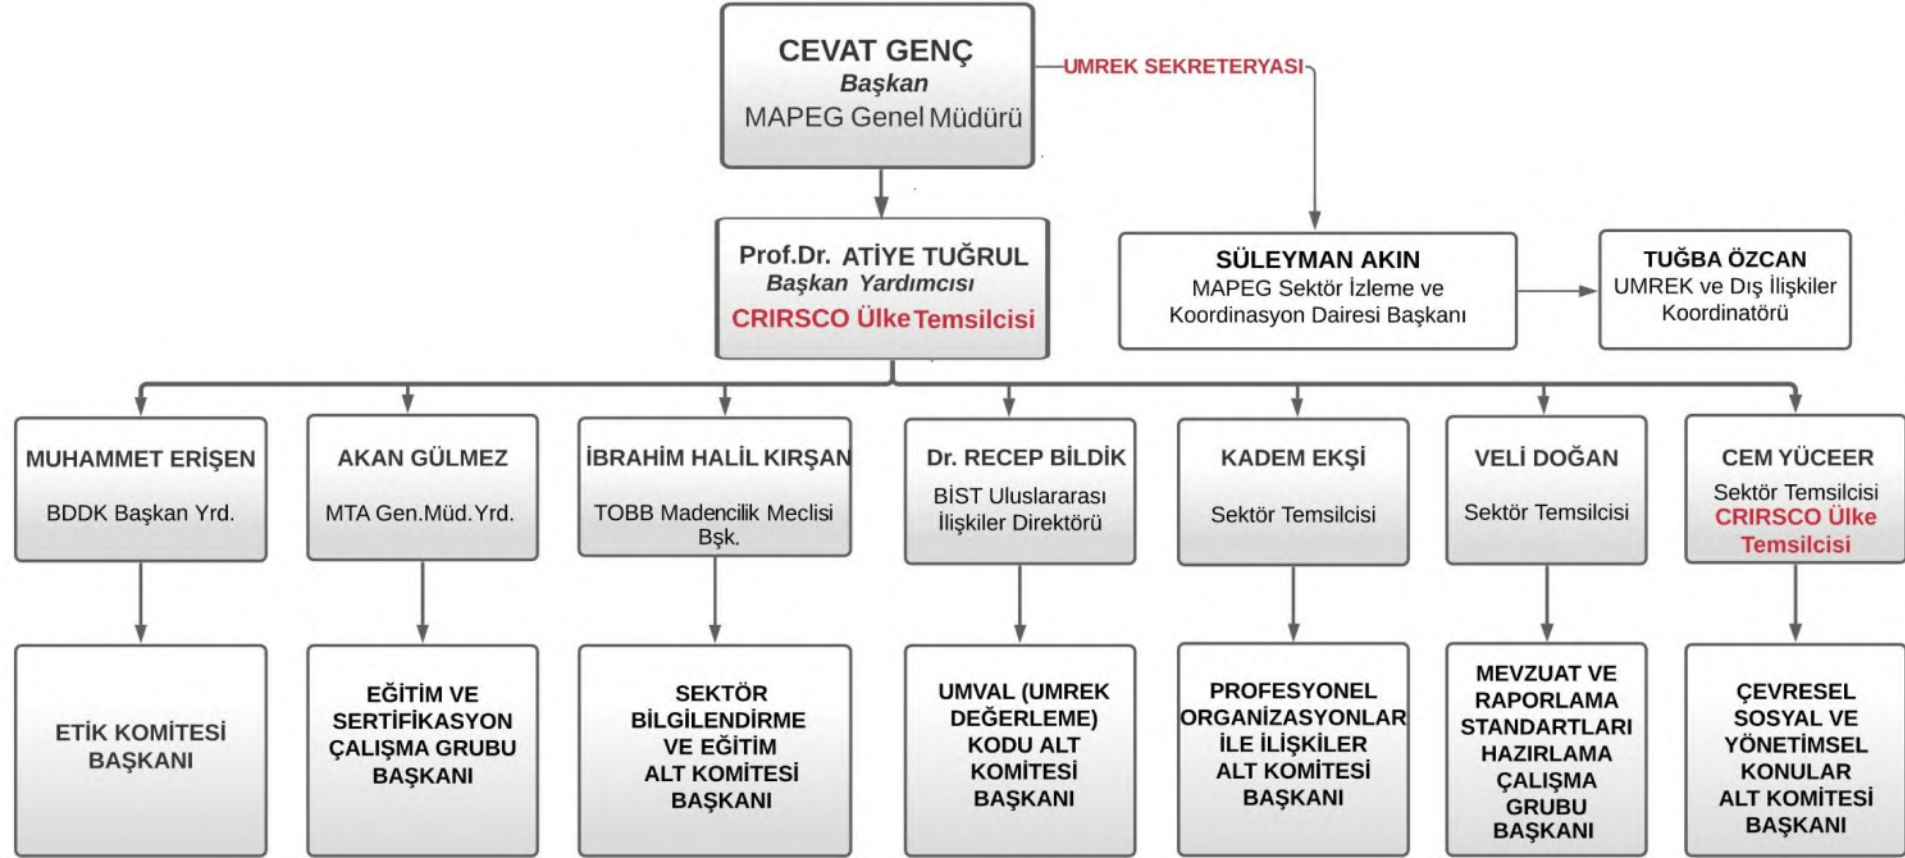 CEVAT GENÇ
Başkan
MAPEG Genel Müdürü
UMREK SEKRETERYASI
Prof.Dr. ATİYE TUĞRUL
Başkan Yardımcısı
CRIRSCO Ülke Temsilcisi
SÜLEYMAN AKIN
MAPEG Sektör İzleme ve
Koordinasyon Dairesi Başkanı
TUĞBA ÖZCAN
UMREK ve Dış İlişkiler
Koordinatörü
MUHAMMET ERİŞEN
BDDK Başkan Yrd.
AKAN GÜLMEZ
MTA Gen.Müd.Yrd.
İBRAHİM HALİL KIRŞAN
TOBB Madencilik Meclisi
Bşk.
Dr. RECEP BİLDİK
BİST Uluslararası
İlişkiler Direktörü
KADEM EKŞİ
Sektör Temsilcisi
VELİ DOĞAN
Sektör Temsilcisi
CEM YÜCEER
Sektör Temsilcisi
CRIRSCO Ülke
Temsilcisi
ETİK KOMİTESİ
BAŞKANI
EĞİTİM VE
SERTİFİKASYON
ÇALIŞMA GRUBU
BAŞKANI
SEKTÖR
BİLGİLENDİRME
VE EĞİTİM
ALT KOMİTESİ
BAŞKANI
UMVAL (UMREK
DEĞERLEME)
KODU ALT
KOMİTESİ
BAŞKANI
PROFESYONEL
ORGANİZASYONLAR
İLE İLİŞKİLER
ALT KOMİTESİ
BAŞKANI
MEVZUAT VE
RAPORLAMA
STANDARTLARI
HAZIRLAMA
ÇALIŞMA
GRUBU
BAŞKANI
ÇEVRESEL
SOSYAL VE
YÖNETİMSEL
KONULAR
ALT KOMİTESİ
BAŞKANI